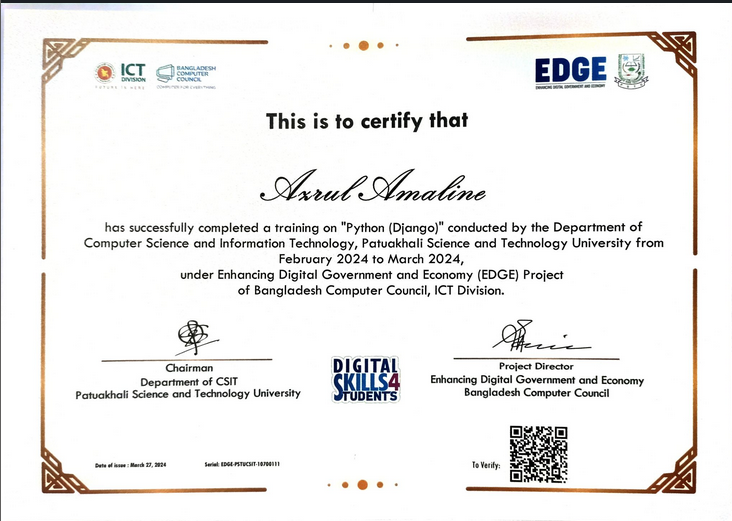 ICT
DIVISION
FUTURE IS HERE
BANGLADESH
COMPUTER
COUNCIL
COMPUTER FOR EVERYTHING
EDGE
ENHANCING DIGITAL GOVERNMENT AND ECONOMY
This is to certify that
Azrul Amaline
has successfully completed a training on "Python (Django)" conducted by the Department of
Computer Science and Information Technology, Patuakhali Science and Technology University from
February 2024 to March 2024,
under Enhancing Digital Government and Economy (EDGE) Project
of Bangladesh Computer Council, ICT Division.
Chairman
Department of CSIT
Patuakhali Science and Technology University
DIGITAL
SKILLS4
STUDENTS
Project Director
Enhancing Digital Government and Economy
Bangladesh Computer Council
Date of issue : March 27, 2024
Serial: EDGE-PSTUCSIT-10700111
To Verify: